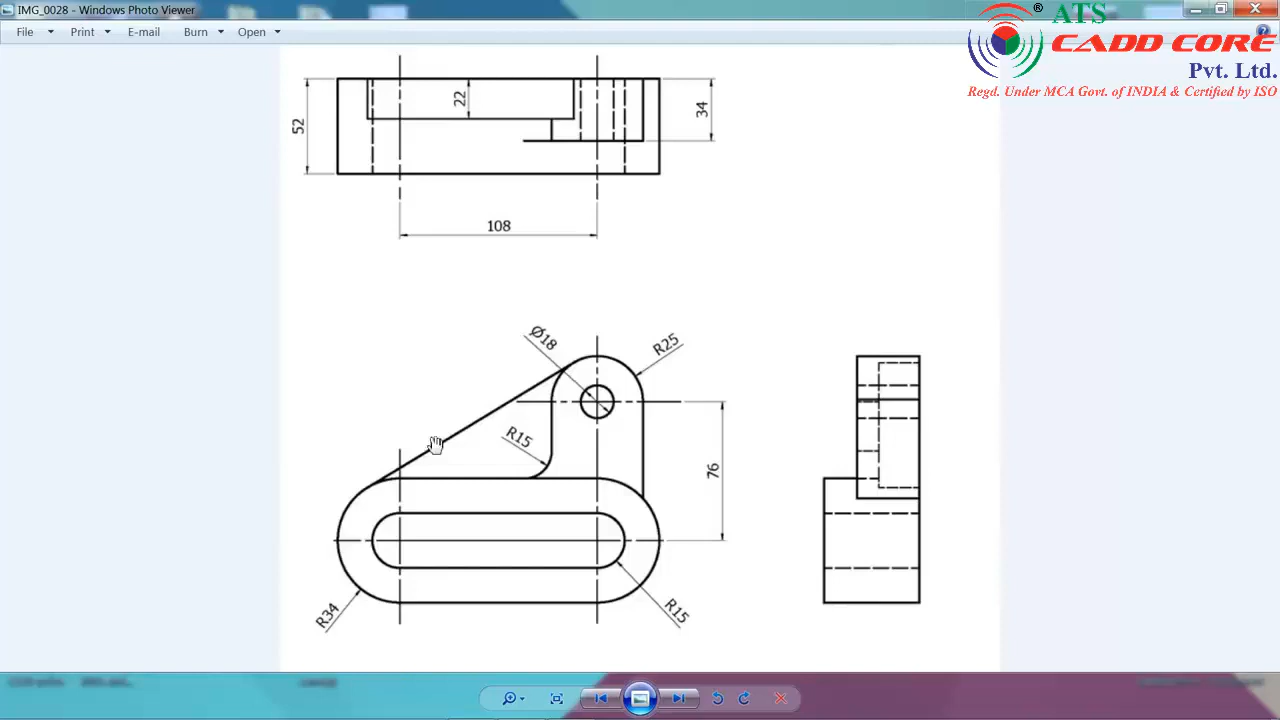 IMG_0028 - Windows Photo Viewer
File Print E-mail Burn Open
® ATS
CADD CORE
Pvt. Ltd.
Regd. Under MCA Govt. of INDIA & Certified by ISO
52
22
34
108
Ø18
R25
R15
76
R34
R15